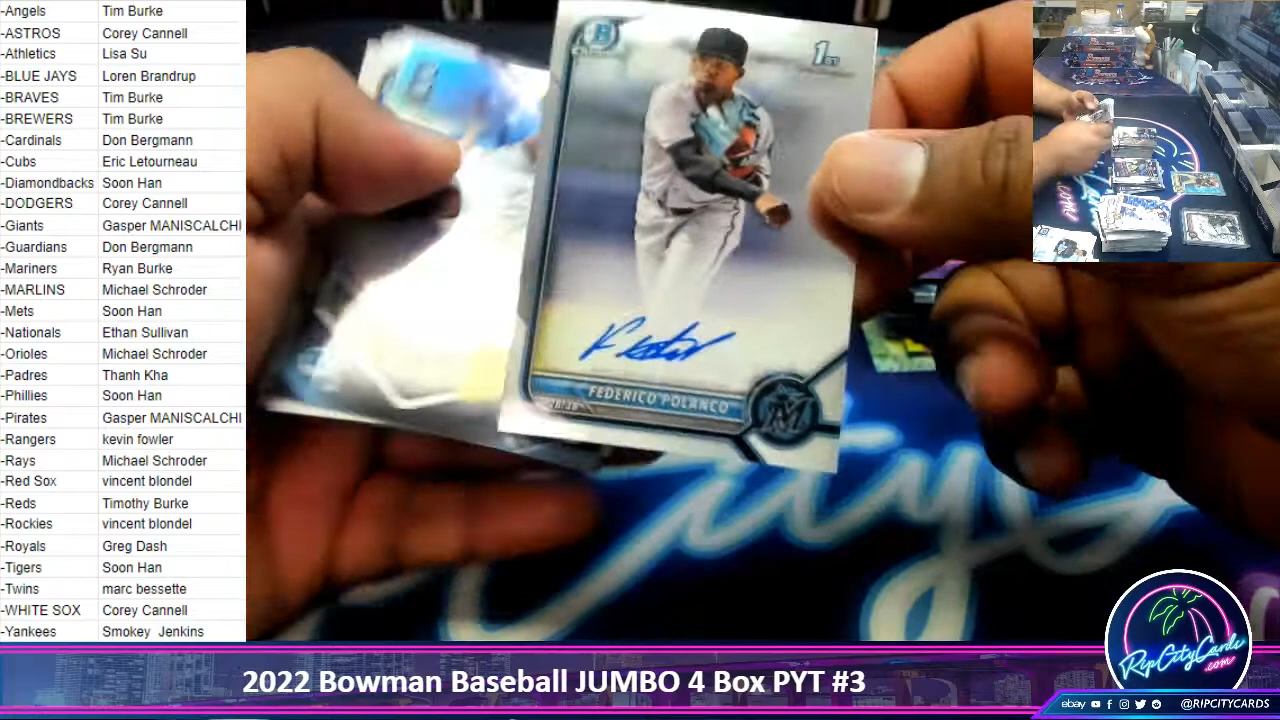 -Angels Tim Burke
-ASTROS Corey Cannell
-Athletics Lisa Su
-BLUE JAYS Loren Brandrup
-BRAVES Tim Burke
-BREWERS Tim Burke
-Cardinals Don Bergmann
-Cubs Eric Letourneau
-Diamondbacks Soon Han
-DODGERS Corey Cannell
-Giants Gasper MANISCALCHI
-Guardians Don Bergmann
-Mariners Ryan Burke
-MARLINS Michael Schroder
-Mets Soon Han
-Nationals Ethan Sullivan
-Orioles Michael Schroder
-Padres Thanh Kha
-Phillies Soon Han
-Pirates Gasper MANISCALCHI
-Rangers kevin fowler
-Rays Michael Schroder
-Red Sox vincent blondel
-Reds Timothy Burke
-Rockies vincent blondel
-Royals Greg Dash
-Tigers Soon Han
-Twins marc bessette
-WHITE SOX Corey Cannell
-Yankees Smokey Jenkins
1st
FEDERICO POLANCO
M
RipCityCards
.com
2022 Bowman Baseball JUMBO 4 Box PYT #3
ebay @RIPCITYCARDS